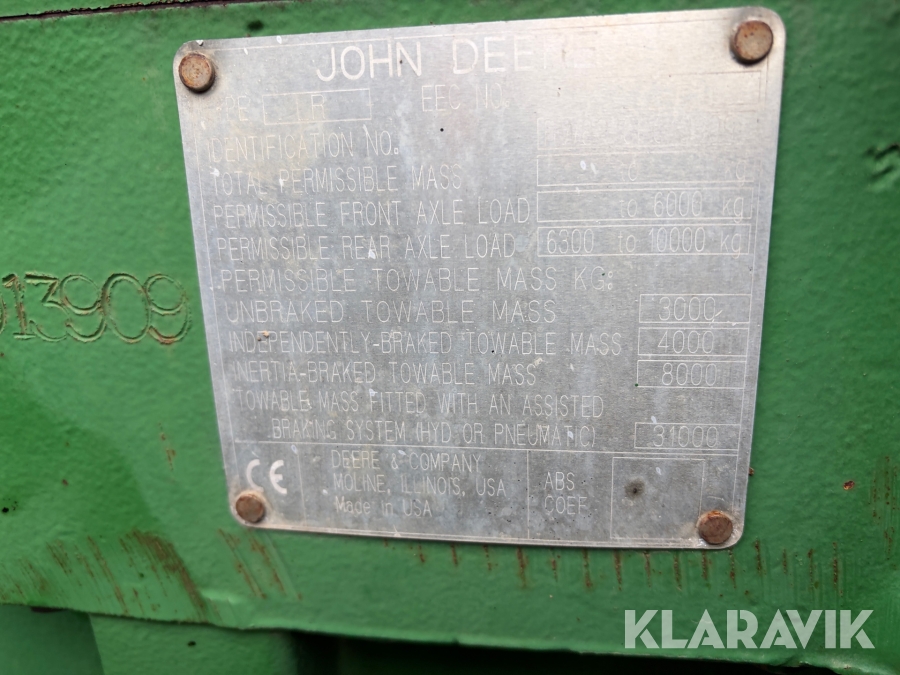 JOHN DEERE
EEC NO.
IDENTIFICATION NO.
TOTAL PERMISSIBLE MASS kg
PERMISSIBLE FRONT AXLE LOAD to 6000 kg
PERMISSIBLE REAR AXLE LOAD 6300 to 10000 kg
PERMISSIBLE TOWABLE MASS KG.
13909
UNBRAKED TOWABLE MASS 3000
INDEPENDENTLY-BRAKED TOWABLE MASS 4000
INERTIA-BRAKED TOWABLE MASS 8000
TOWABLE MASS FITTED WITH AN ASSISTED
BRAKING SYSTEM (HYD OR PNEUMATIC) 31000
CE
DEERE & COMPANY
MOLINE, ILLINOIS, USA
Made in USA
ABS
COEF
KLARAVIK